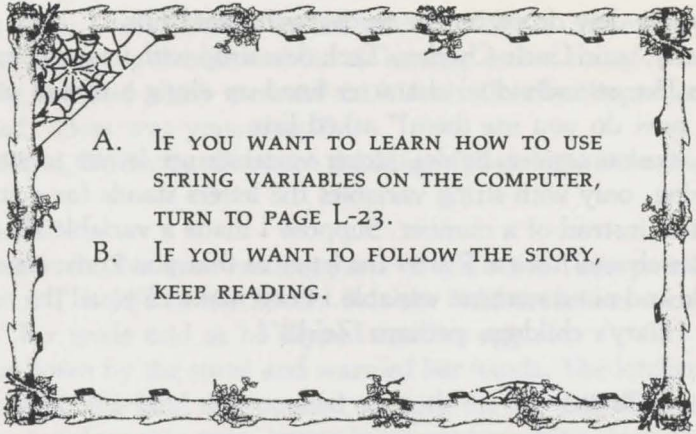 A. IF YOU WANT TO LEARN HOW TO USE
STRING VARIABLES ON THE COMPUTER,
TURN TO PAGE L-23.
B. IF YOU WANT TO FOLLOW THE STORY,
KEEP READING.